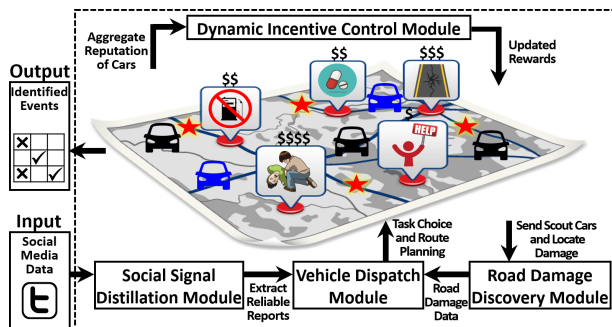 Aggregate
Reputation
of Cars
Dynamic Incentive Control Module
Updated
Rewards
$$
$$
$$$
$
$$$$
HELP
Output
Identified
Events
Input
Social
Media
Data
t
Social Signal
Distillation Module
Extract
Reliable
Reports
Vehicle Dispatch
Module
Task Choice
and Route
Planning
Road
Damage
Data
Send Scout Cars
and Locate
Damage
Road Damage
Discovery Module